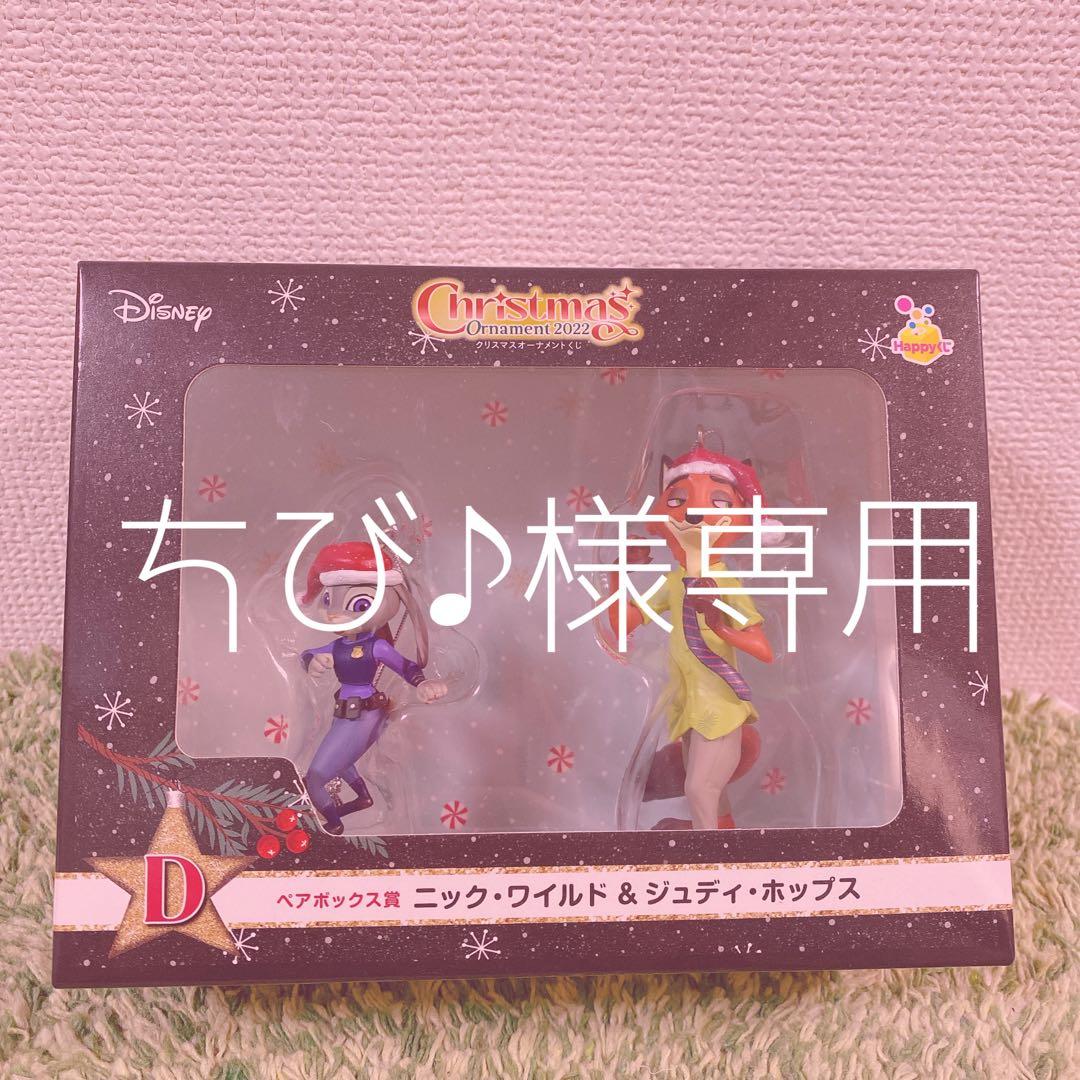 Disney
Christmas
Ornament 2022
クリスマスオーナメントくじ
Happyくじ
ちび♪様専用
D
ペアボックス賞 ニック・ワイルド & ジュディ・ホップス